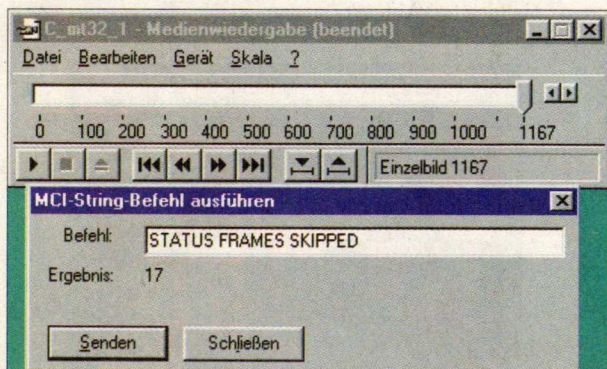 C_mt32_1 - Medienwiedergabe (beendet)
Datei Bearbeiten Gerät Skala ?
0 100 200 300 400 500 600 700 800 900 1000 1167
Einzelbild 1167
MCI-String-Befehl ausführen
Befehl: STATUS FRAMES SKIPPED
Ergebnis: 17
Senden Schließen